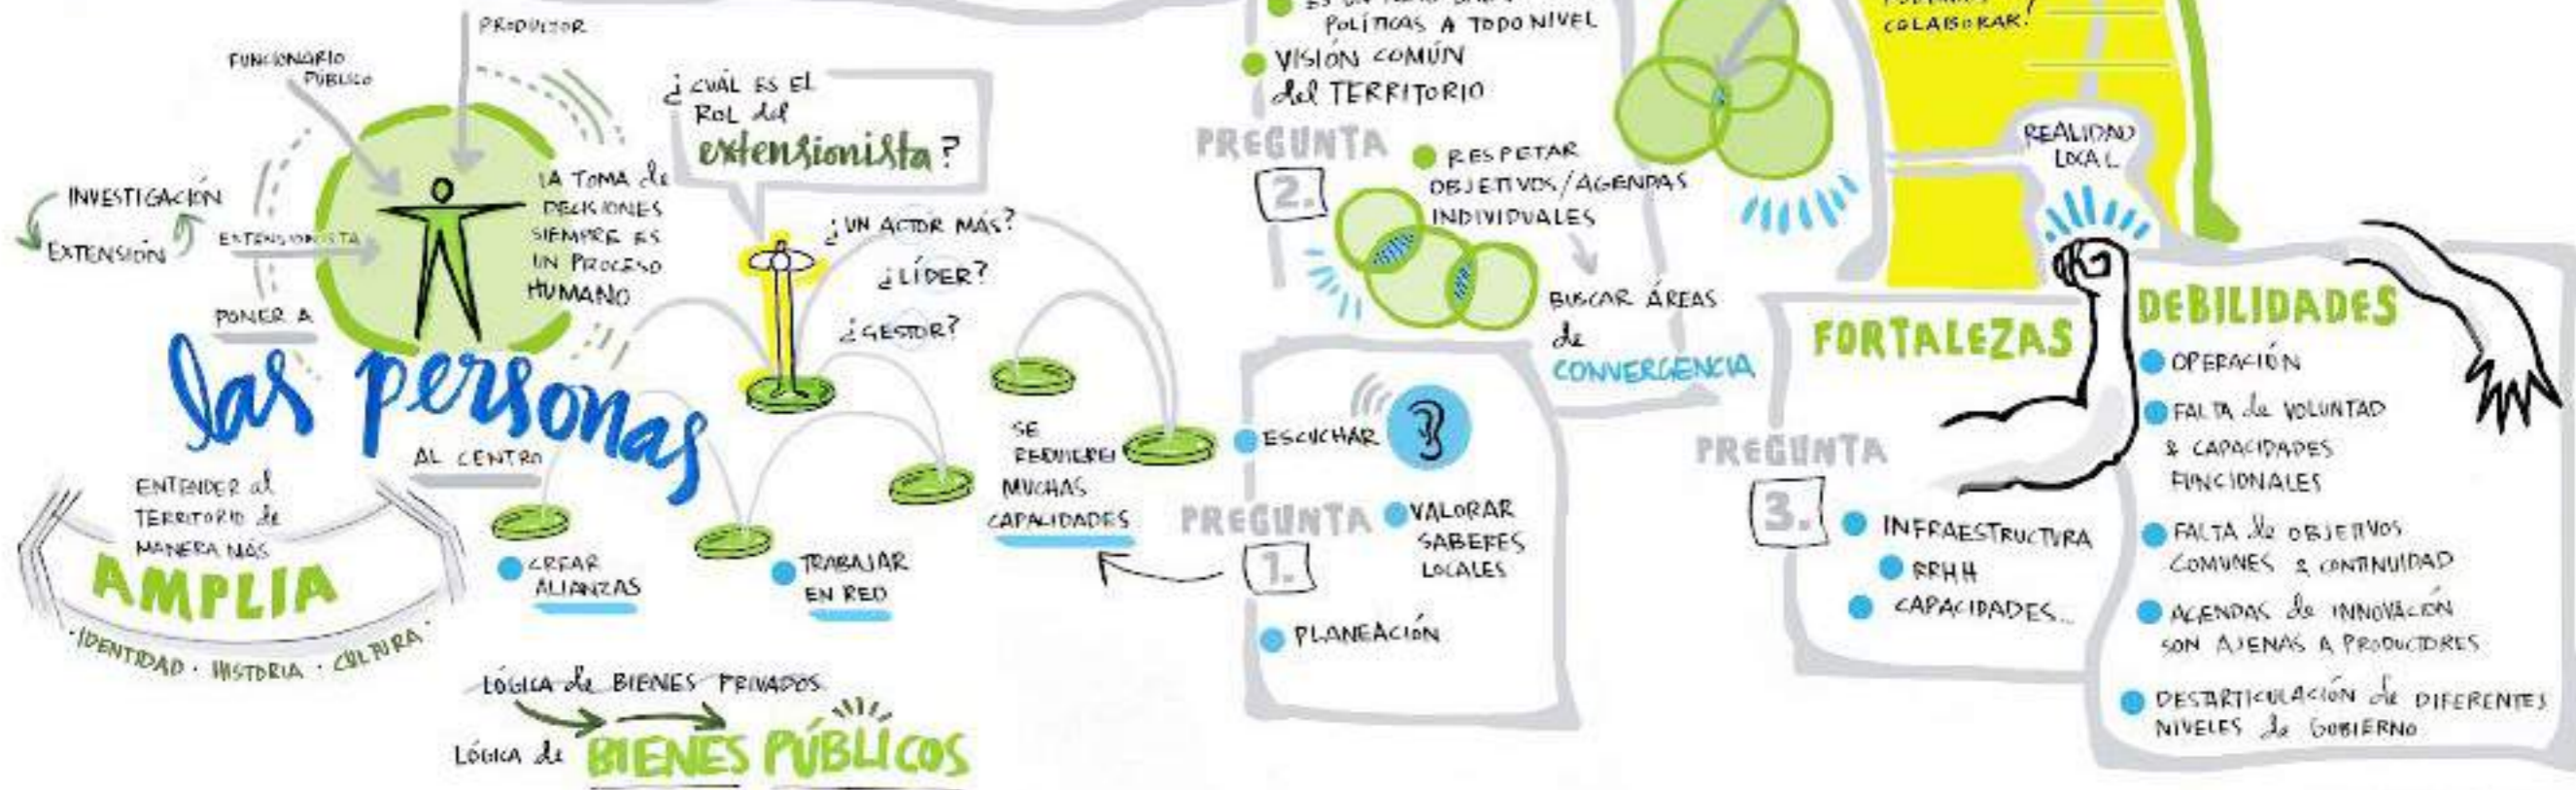 PRODUCTOR
FUNCIONARIO
PÚBLICO
INVESTIGACIÓN
EXTENSIÓN
EXTENSIONISTA
LA TOMA de
DECISIONES
SIEMPRE ES
UN PROCESO
HUMANO
PONER A
las personas
AL CENTRO
ENTENDER al
TERRITORIO de
MANERA MÁS
AMPLIA
·IDENTIDAD · HISTORIA · CULTURA·
¿CUÁL ES EL
ROL del
extensionista?
¿UN ACTOR MÁS?
¿LÍDER?
¿GESTOR?
CREAR
ALIANZAS
TRABAJAR
EN RED
SE
MUCHAS
CAPACIDADES
LÓGICA de BIENES PRIVADOS
LÓGICA de BIENES PÚBLICOS
POLÍTICAS A TODO NIVEL
VISIÓN COMÚN
del TERRITORIO
PREGUNTA
2.
RESPETAR
OBJETIVOS/AGENDAS
INDIVIDUALES
BUSCAR ÁREAS
de
CONVERGENCIA
ESCUCHAR
PREGUNTA
1.
VALORAR
SABERES
LOCALES
PLANEACIÓN
COLABORAR?
REALIDAD
LOCAL
FORTALEZAS
PREGUNTA
3.
INFRAESTRUCTURA
RRHH
CAPACIDADES...
DEBILIDADES
OPERACIÓN
FALTA de VOLUNTAD
& CAPACIDADES
FUNCIONALES
FALTA de OBJETIVOS
COMUNES & CONTINUIDAD
AGENDAS de INNOVACIÓN
SON AJENAS A PRODUCTORES
DESARTICULACIÓN de DIFERENTES
NIVELES de GOBIERNO